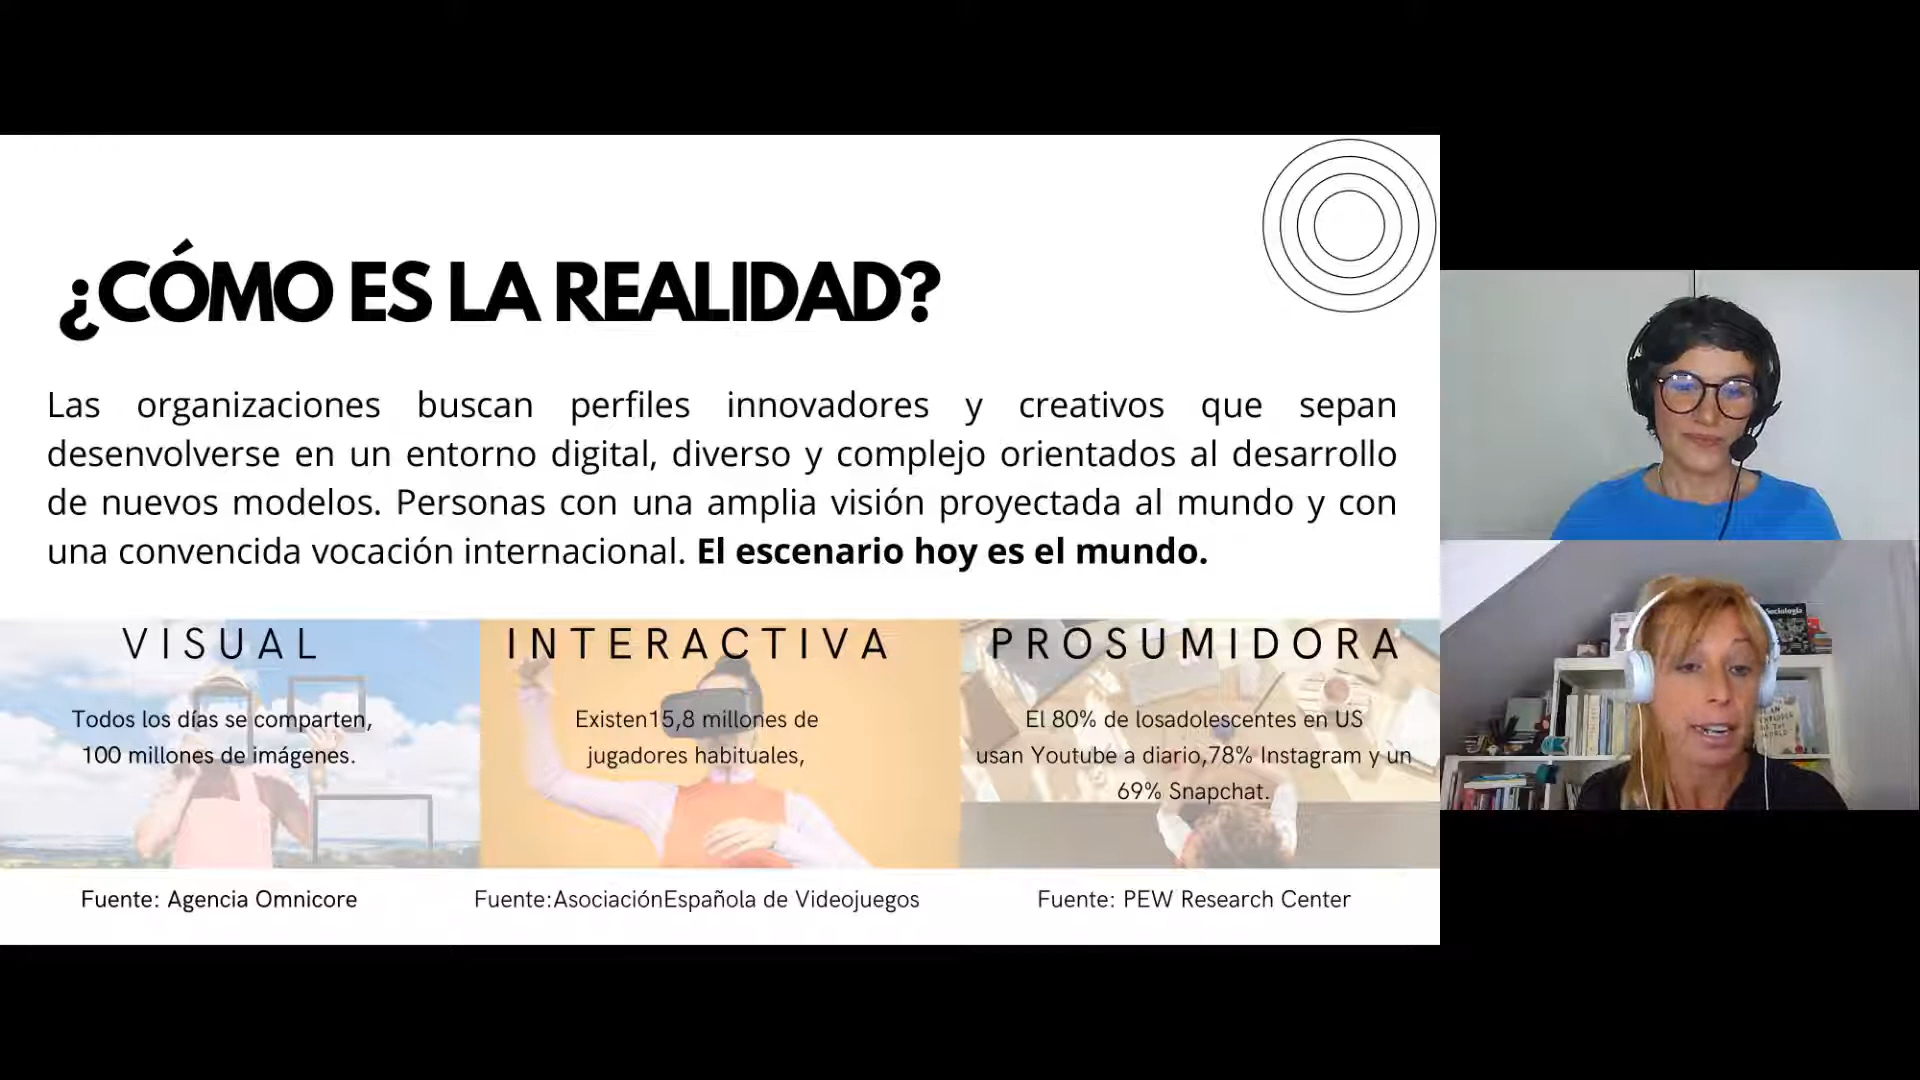 ¿CÓMO ES LA REALIDAD?
Las organizaciones buscan perfiles innovadores y creativos que sepan
desenvolverse en un entorno digital, diverso y complejo orientados al desarrollo
de nuevos modelos. Personas con una amplia visión proyectada al mundo y con
una convencida vocación internacional. El escenario hoy es el mundo.
VISUAL
Todos los días se comparten,
100 millones de imágenes.
Fuente: Agencia Omnicore
INTERACTIVA
Existen15,8 millones de
jugadores habituales,
Fuente:AsociaciónEspañola de Videojuegos
PROSUMIDORA
El 80% de losadolescentes en US
usan Youtube a diario,78% Instagram y un
69% Snapchat.
Fuente: PEW Research Center
Sociología